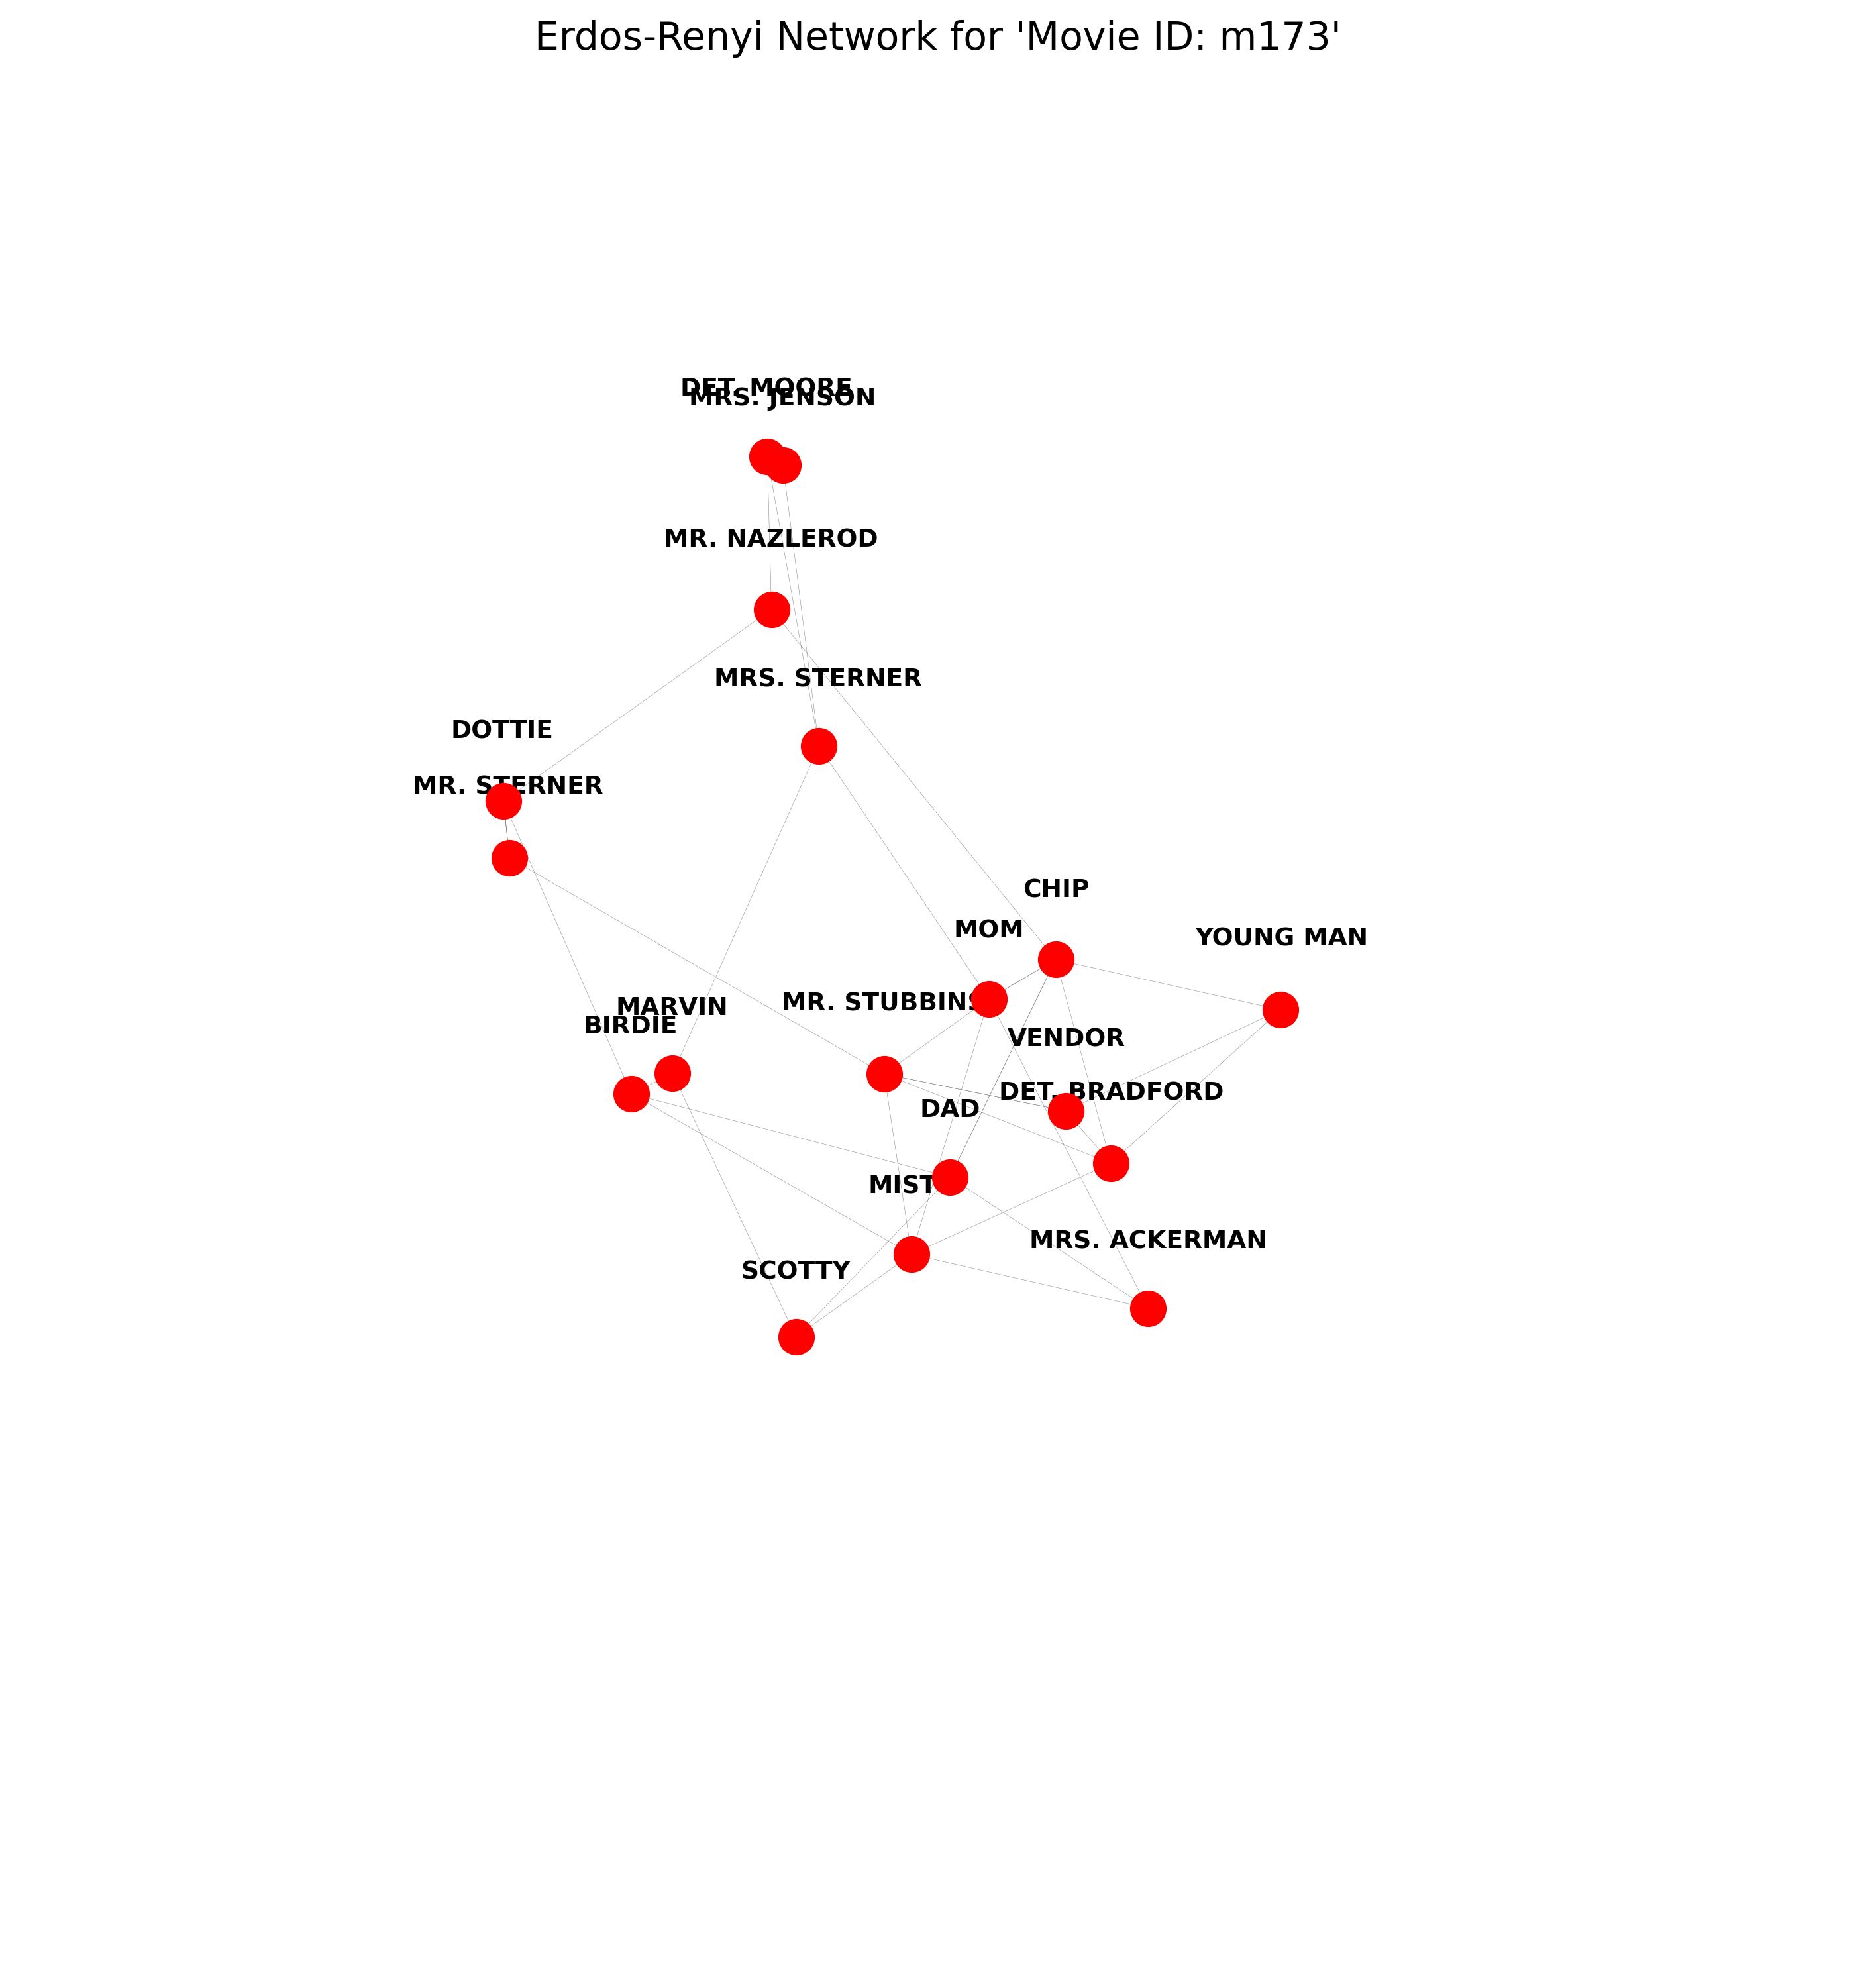 Erdos-Renyi Network for 'Movie ID: m173'
DET. MOORE
MRS. JENSON
MR. NAZLEROD
MRS. STERNER
DOTTIE
MR. STERNER
CHIP
MOM
YOUNG MAN
MR. STUBBINS
MARVIN
BIRDIE
VENDOR
DET. BRADFORD
DAD
MIST
MRS. ACKERMAN
SCOTTY